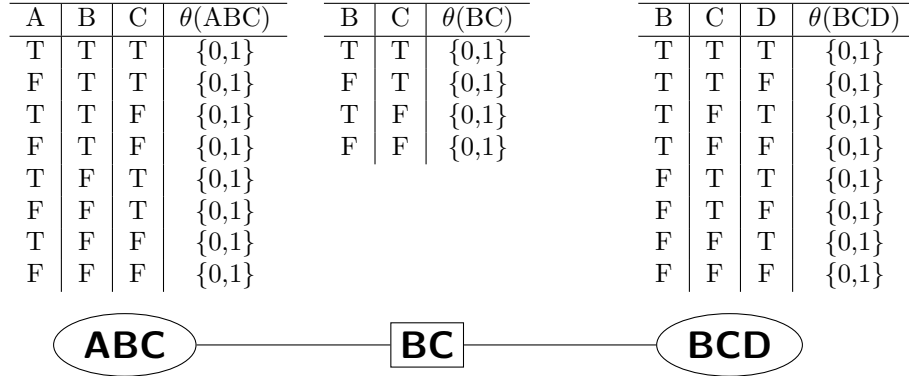 A B C θ(ABC) B C θ(BC) B C D θ(BCD)
T T T {0,1} T T {0,1} T T T {0,1}
F T T {0,1} F T {0,1} T T F {0,1}
T T F {0,1} T F {0,1} T F T {0,1}
F T F {0,1} F F {0,1} T F F {0,1}
T F T {0,1} F T T {0,1}
F F T {0,1} F T F {0,1}
T F F {0,1} F F T {0,1}
F F F {0,1} F F F {0,1}
ABC BC BCD